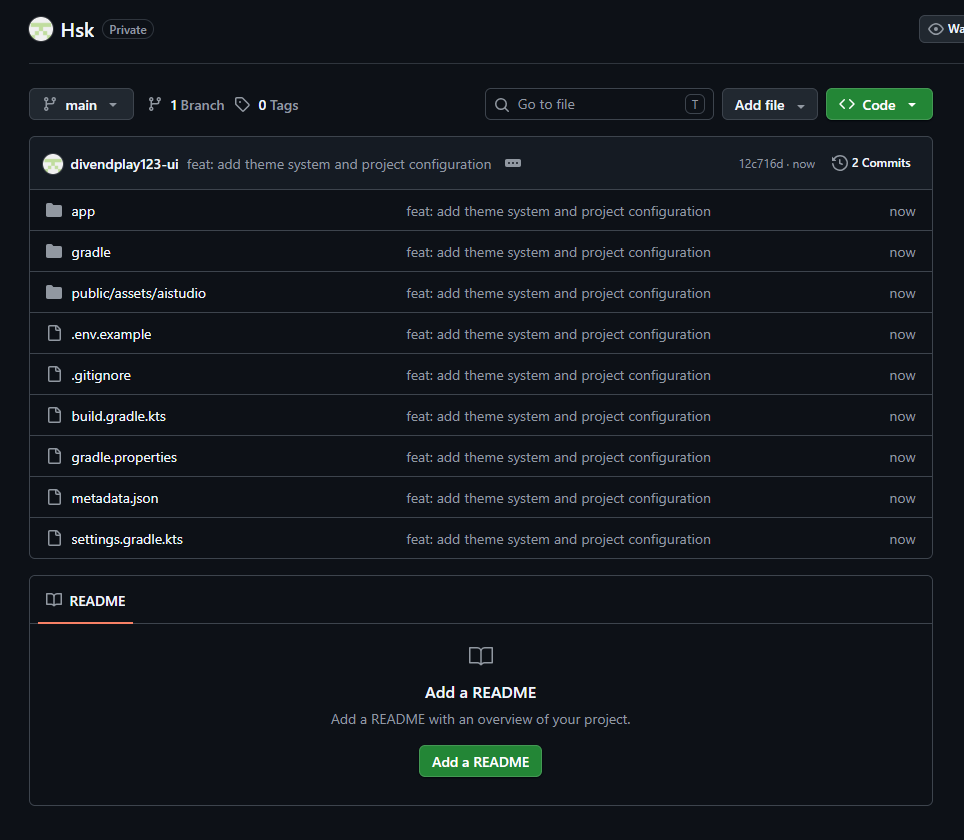 Hsk Private
main 1 Branch 0 Tags Go to file T Add file Code
divendplay123-ui feat: add theme system and project configuration 12c716d · now 2 Commits
app feat: add theme system and project configuration now
gradle feat: add theme system and project configuration now
public/assets/aistudio feat: add theme system and project configuration now
.env.example feat: add theme system and project configuration now
.gitignore feat: add theme system and project configuration now
build.gradle.kts feat: add theme system and project configuration now
gradle.properties feat: add theme system and project configuration now
metadata.json feat: add theme system and project configuration now
settings.gradle.kts feat: add theme system and project configuration now
README
Add a README
Add a README with an overview of your project.
Add a README